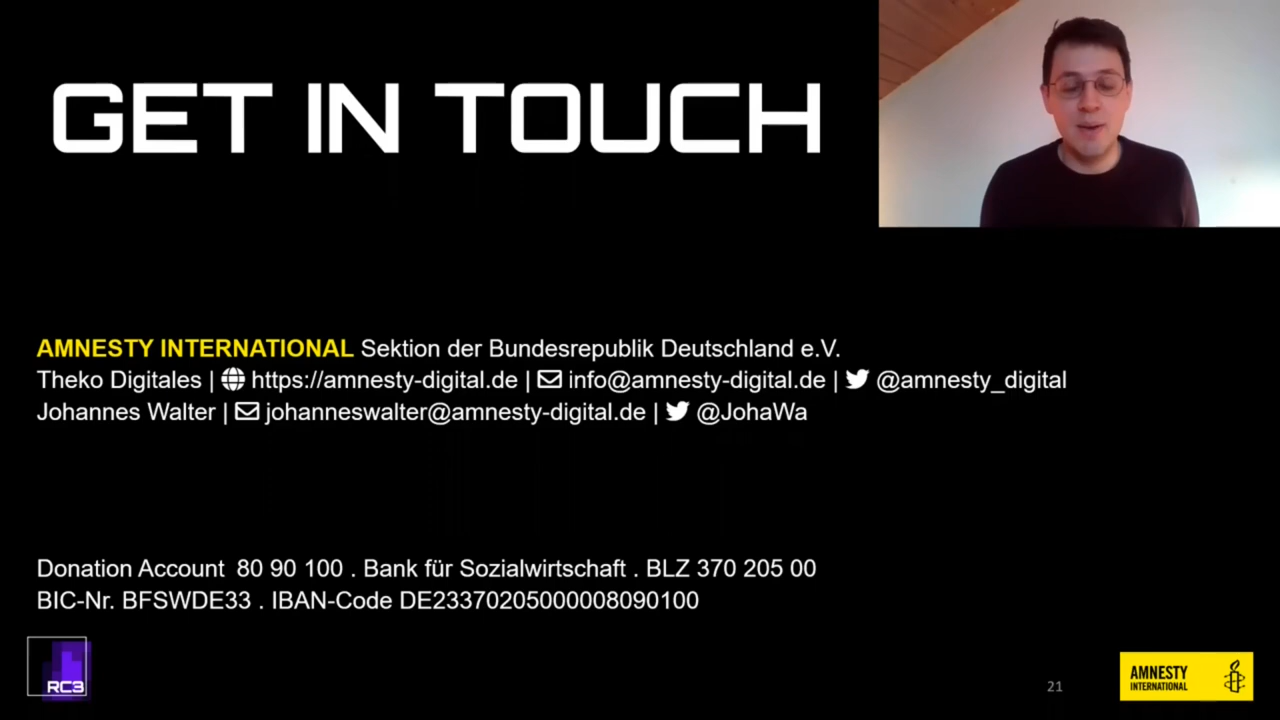 GET IN TOUCH
AMNESTY INTERNATIONAL Sektion der Bundesrepublik Deutschland e.V.
Theko Digitales | https://amnesty-digital.de | info@amnesty-digital.de | @amnesty_digital
Johannes Walter | johanneswalter@amnesty-digital.de | @JohaWa
Donation Account 80 90 100 . Bank für Sozialwirtschaft . BLZ 370 205 00
BIC-Nr. BFSWDE33 . IBAN-Code DE23370205000008090100
RC3
21
AMNESTY
INTERNATIONAL